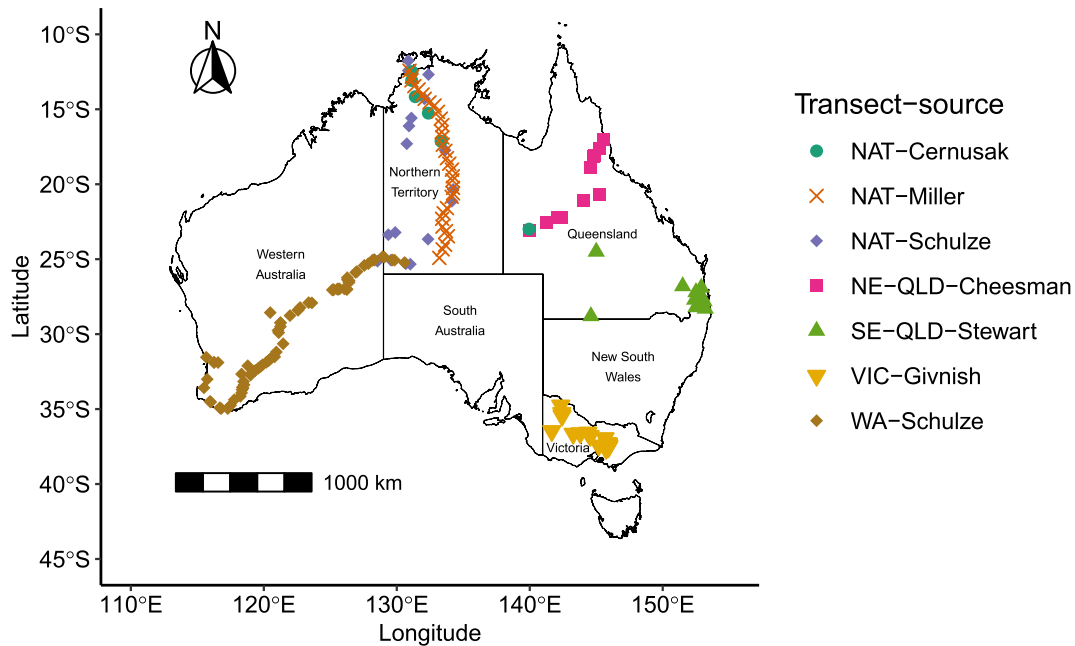 N
10°S
15°S
20°S
25°S
30°S
35°S
40°S
45°S
Latitude
110°E
120°E
130°E
140°E
150°E
Longitude
Northern
Territory
Western
Australia
Queensland
South
Australia
New South
Wales
Victoria
1000 km
Transect−source
NAT−Cernusak
NAT−Miller
NAT−Schulze
NE−QLD−Cheesman
SE−QLD−Stewart
VIC−Givnish
WA−Schulze